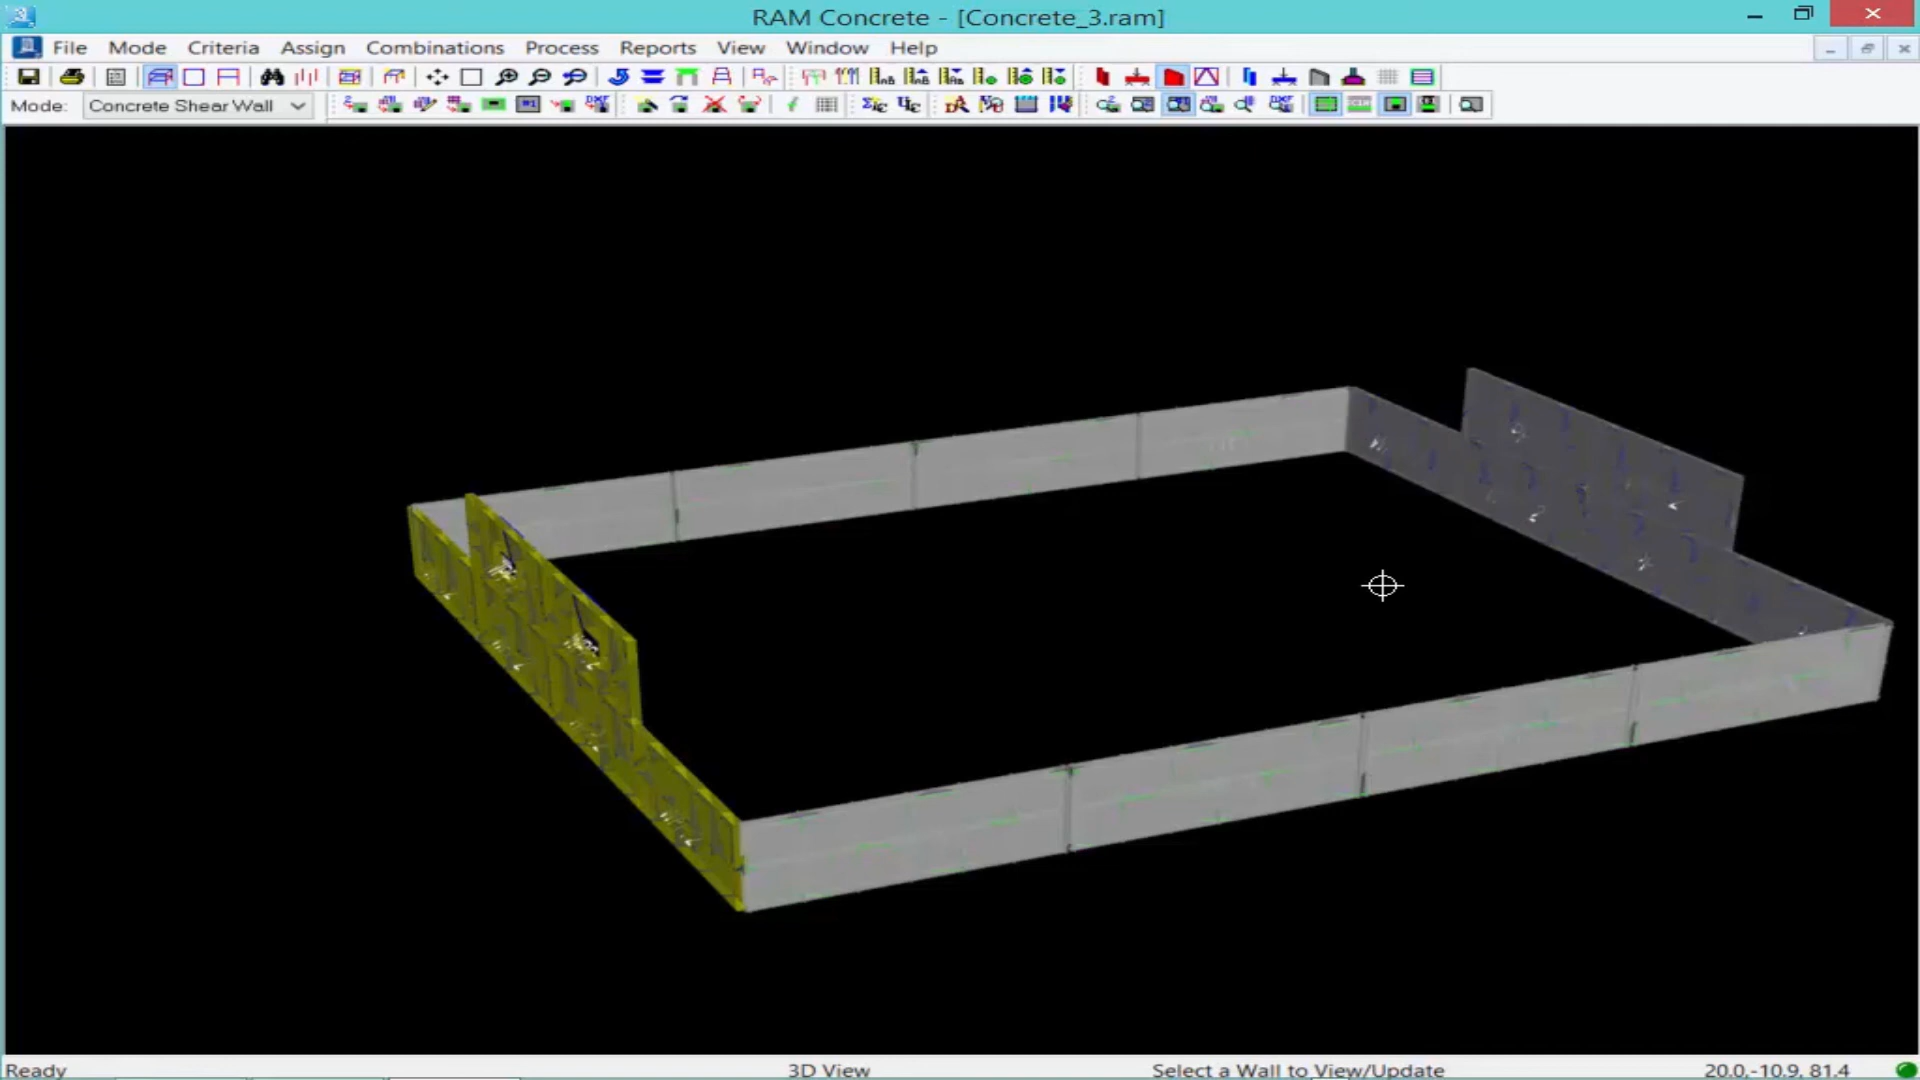 RAM Concrete - [Concrete_3.ram]
File Mode Criteria Assign Combinations Process Reports View Window Help
Mode: Concrete Shear Wall
Ready 3D View Select a Wall to View/Update 20.0,-10.9, 81.4